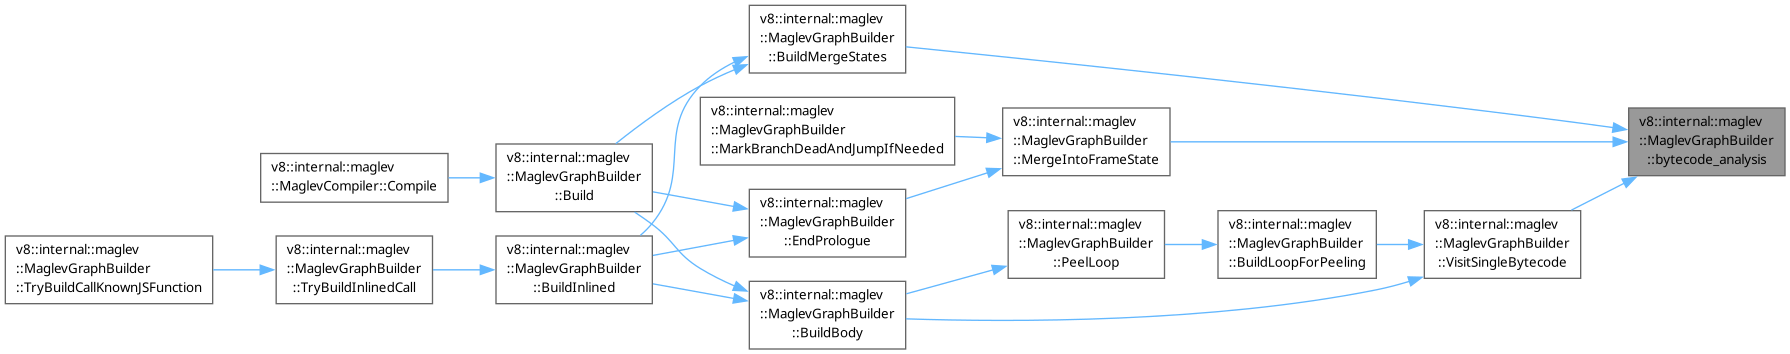 v8::internal::maglev
::MaglevGraphBuilder
::TryBuildCallKnownJSFunction
v8::internal::maglev
::MaglevCompiler::Compile
v8::internal::maglev
::MaglevGraphBuilder
::TryBuildInlinedCall
v8::internal::maglev
::MaglevGraphBuilder
::Build
v8::internal::maglev
::MaglevGraphBuilder
::BuildInlined
v8::internal::maglev
::MaglevGraphBuilder
::BuildMergeStates
v8::internal::maglev
::MaglevGraphBuilder
::MarkBranchDeadAndJumpIfNeeded
v8::internal::maglev
::MaglevGraphBuilder
::EndPrologue
v8::internal::maglev
::MaglevGraphBuilder
::BuildBody
v8::internal::maglev
::MaglevGraphBuilder
::MergeIntoFrameState
v8::internal::maglev
::MaglevGraphBuilder
::PeelLoop
v8::internal::maglev
::MaglevGraphBuilder
::BuildLoopForPeeling
v8::internal::maglev
::MaglevGraphBuilder
::VisitSingleBytecode
v8::internal::maglev
::MaglevGraphBuilder
::bytecode_analysis